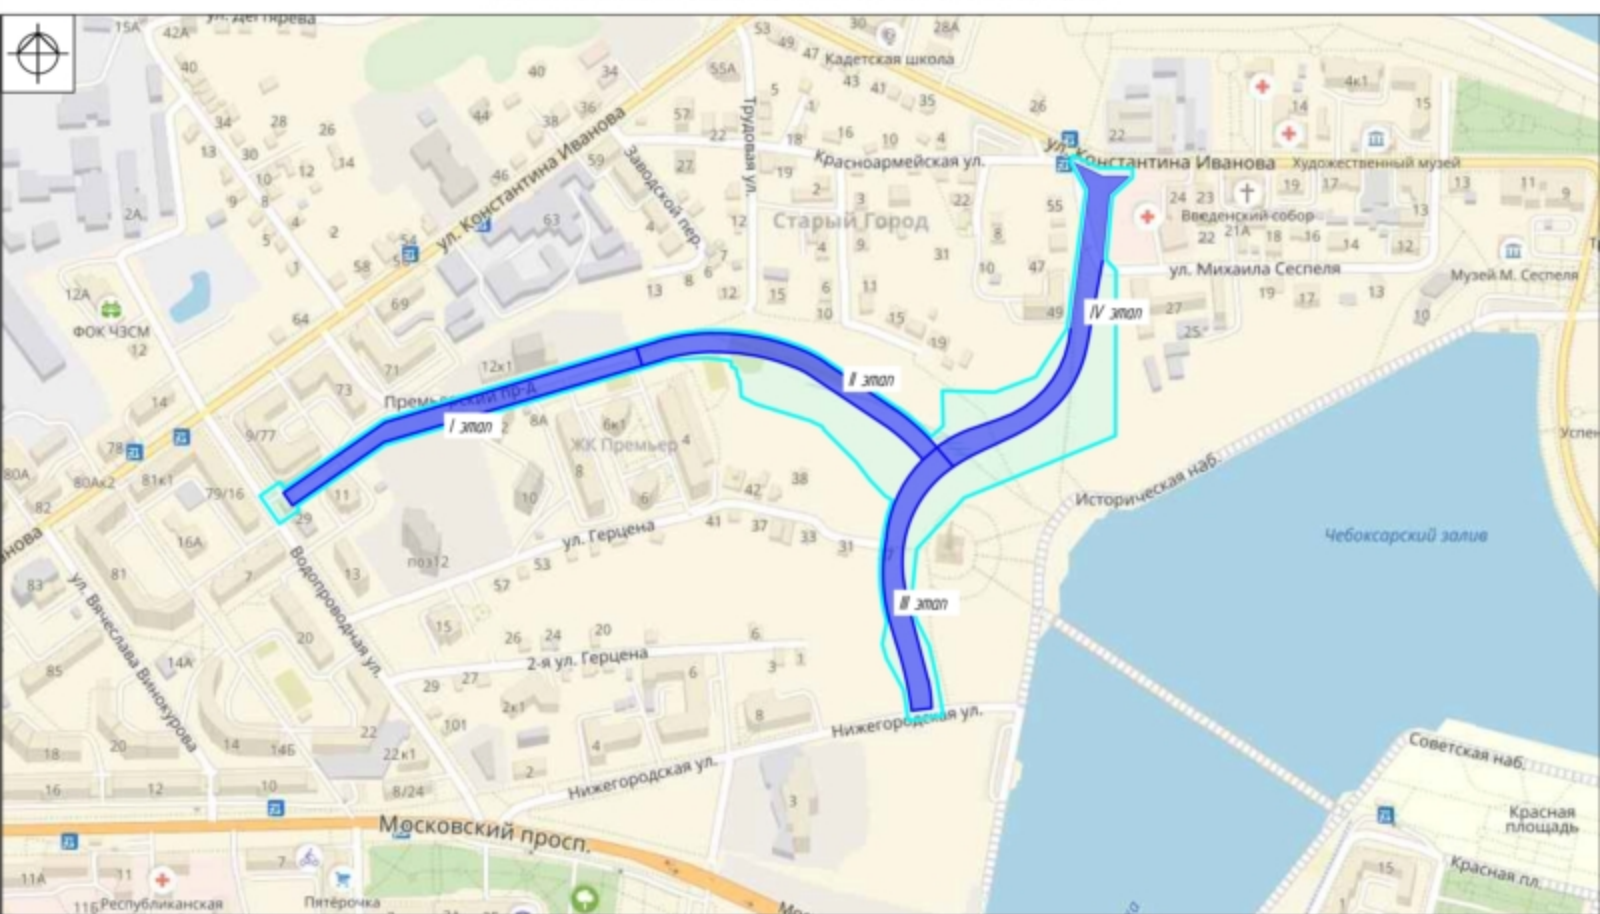 ул. Дегтярева
15А
42А
40
34
28
26
13
30
14
12
10
9
8
4
5
2
1
2А
53
49
47
30
28А
Кадетская школа
43
41
35
26
55А
40
34
36
38
44
5
1
57
22
18
16
10
4
27
59
46
ул. Константина Иванова
Заводской пер.
Трудовая ул.
Красноармейская ул.
19
2
3
22
Старый Город
12
4
9
31
63
4
7
6
8
13
12
15
6
10
11
15
19
8
10
47
49
55
22
4к1
14
15
ул. Константина Иванова
Художественный музей
24
23
19
17
13
11
9
Введенский собор
21А
22
18
16
14
12
13
ул. Михаила Сеспеля
Музей М. Сеспеля
19
17
13
10
27
25
IV этап
54
58
69
64
12А
ФОК ЧЗСМ
12
71
73
12к1
Премьерский пр-д
I этап
II этап
8А
6к1
4
ЖК Премьер
8
10
6
42
38
14
9/77
78
80А
80Ак2
81к1
82
79/16
11
29
16А
81
83
7
13
поз12
ул. Герцена
41
37
33
31
7
57
53
Историческая наб.
Чебоксарский залив
Успен
III этап
ул. Вячеслава Винокурова
Водопроводная ул.
20
15
26
24
20
6
2-я ул. Герцена
3
1
85
14А
29
27
6
2к1
101
8
Нижегородская ул.
4
2
Нижегородская ул.
18
20
14
14Б
22
22к1
16
12
10
8/24
3
Московский просп.
Советская наб.
Красная
площадь
Красная пл.
15
11А
11
11Б
Республиканская
7
Пятёрочка